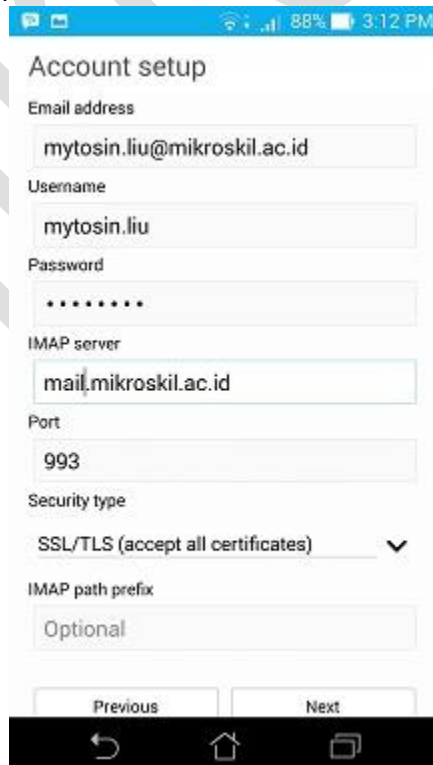 88% 3:12 PM
Account setup
Email address
mytosin.liu@mikroskil.ac.id
Username
mytosin.liu
Password
••••••••
IMAP server
mail.mikroskil.ac.id
Port
993
Security type
SSL/TLS (accept all certificates)
IMAP path prefix
Optional
Previous Next